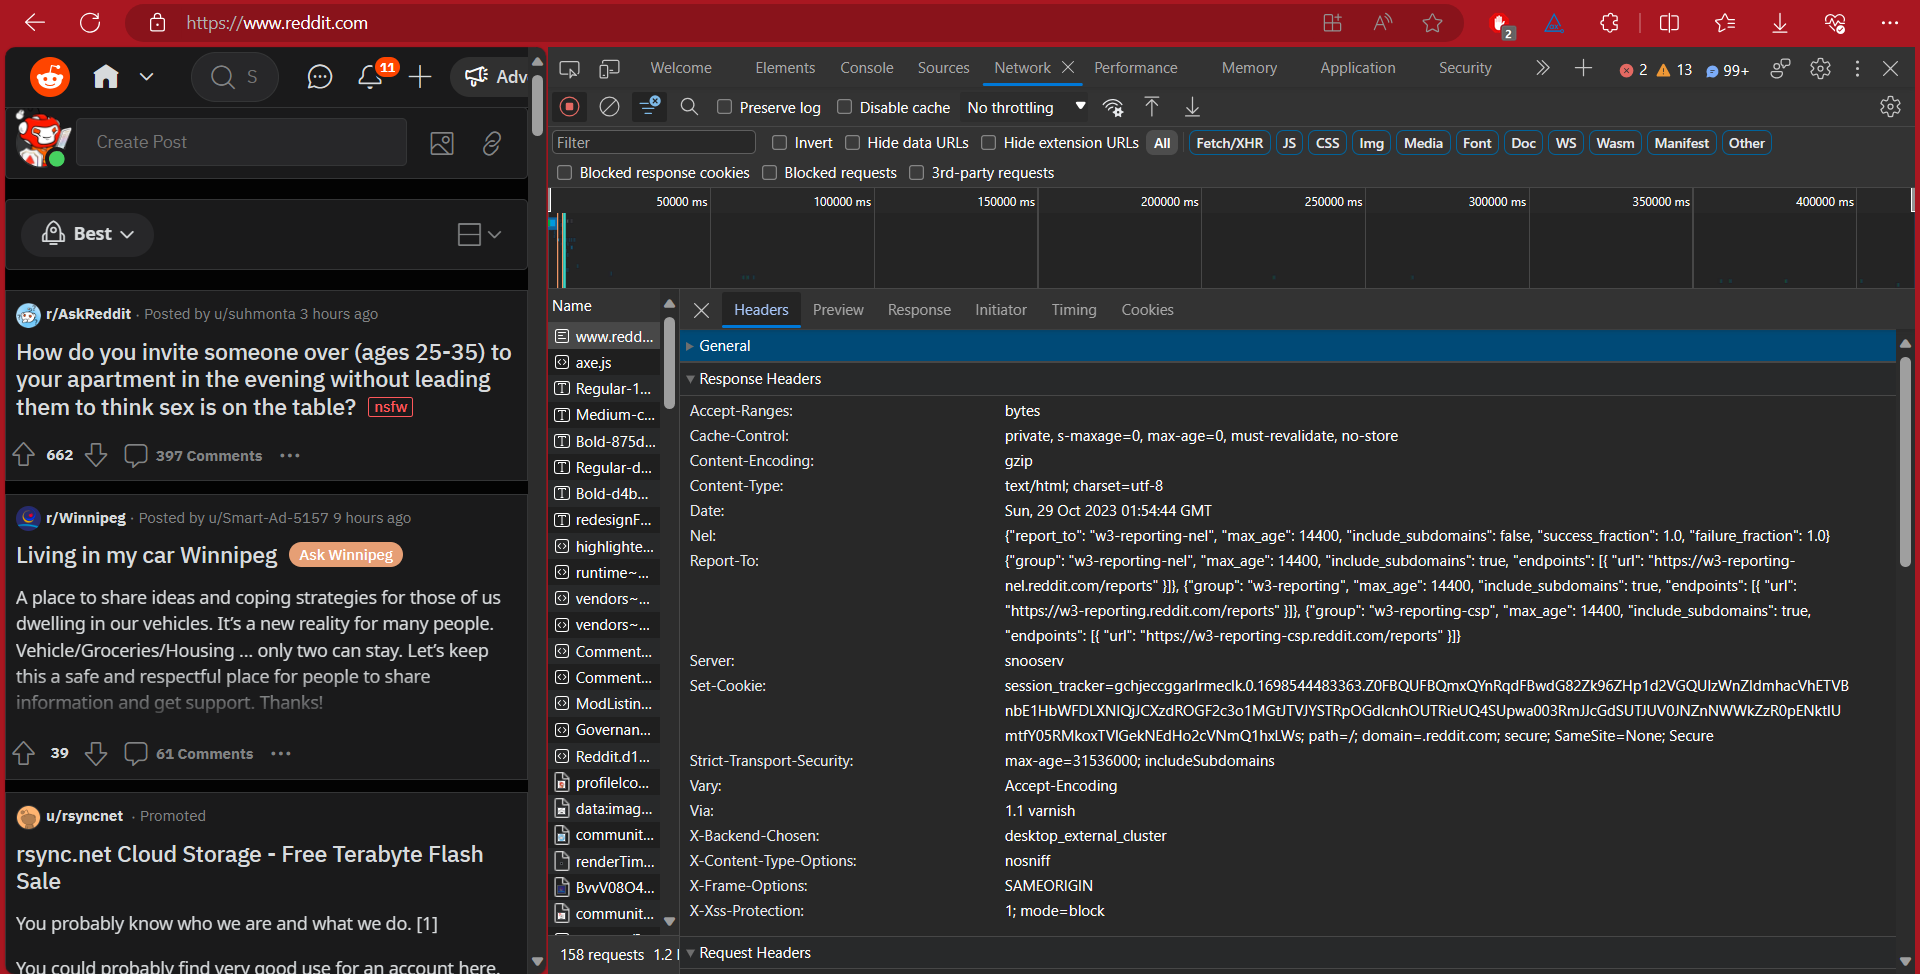 https://www.reddit.com
2
S
11
Adv
Create Post
Best
r/AskReddit · Posted by u/suhmonta 3 hours ago
How do you invite someone over (ages 25-35) to
your apartment in the evening without leading
them to think sex is on the table? nsfw
662
397 Comments
r/Winnipeg · Posted by u/Smart-Ad-5157 9 hours ago
Living in my car Winnipeg Ask Winnipeg
A place to share ideas and coping strategies for those of us
dwelling in our vehicles. It's a new reality for many people.
Vehicle/Groceries/Housing ... only two can stay. Let's keep
this a safe and respectful place for people to share
information and get support. Thanks!
39
61 Comments
u/rsyncnet · Promoted
rsync.net Cloud Storage - Free Terabyte Flash
Sale
You probably know who we are and what we do. [1]
You could probably find very good use for an account here,
Welcome Elements Console Sources Network Performance Memory Application Security 2 13 99+
Preserve log Disable cache No throttling
Filter Invert Hide data URLs Hide extension URLs All Fetch/XHR JS CSS Img Media Font Doc WS Wasm Manifest Other
Blocked response cookies Blocked requests 3rd-party requests
50000 ms 100000 ms 150000 ms 200000 ms 250000 ms 300000 ms 350000 ms 400000 ms
Name
www.redd...
axe.js
Regular-1...
Medium-c...
Bold-875d...
Regular-d...
Bold-d4b...
redesignF...
highlighte...
runtime~...
vendors~...
vendors~...
Comment...
Comment...
ModListin...
Governan...
Reddit.d1...
profileIco...
data:imag...
communit...
renderTim...
BvvV08O4...
communit...
158 requests 1.2
Headers Preview Response Initiator Timing Cookies
General
Response Headers
Accept-Ranges: bytes
Cache-Control: private, s-maxage=0, max-age=0, must-revalidate, no-store
Content-Encoding: gzip
Content-Type: text/html; charset=utf-8
Date: Sun, 29 Oct 2023 01:54:44 GMT
Nel: {"report_to": "w3-reporting-nel", "max_age": 14400, "include_subdomains": false, "success_fraction": 1.0, "failure_fraction": 1.0}
Report-To: {"group": "w3-reporting-nel", "max_age": 14400, "include_subdomains": true, "endpoints": [{ "url": "https://w3-reporting-
nel.reddit.com/reports" }]}, {"group": "w3-reporting", "max_age": 14400, "include_subdomains": true, "endpoints": [{ "url":
"https://w3-reporting.reddit.com/reports" }]}, {"group": "w3-reporting-csp", "max_age": 14400, "include_subdomains": true,
"endpoints": [{ "url": "https://w3-reporting-csp.reddit.com/reports" }]}
Server: snooserv
Set-Cookie:
path=/; domain=.reddit.com; secure; SameSite=None; Secure
Strict-Transport-Security: max-age=31536000; includeSubdomains
Vary: Accept-Encoding
Via: 1.1 varnish
X-Backend-Chosen: desktop_external_cluster
X-Content-Type-Options: nosniff
X-Frame-Options: SAMEORIGIN
X-Xss-Protection: 1; mode=block
Request Headers